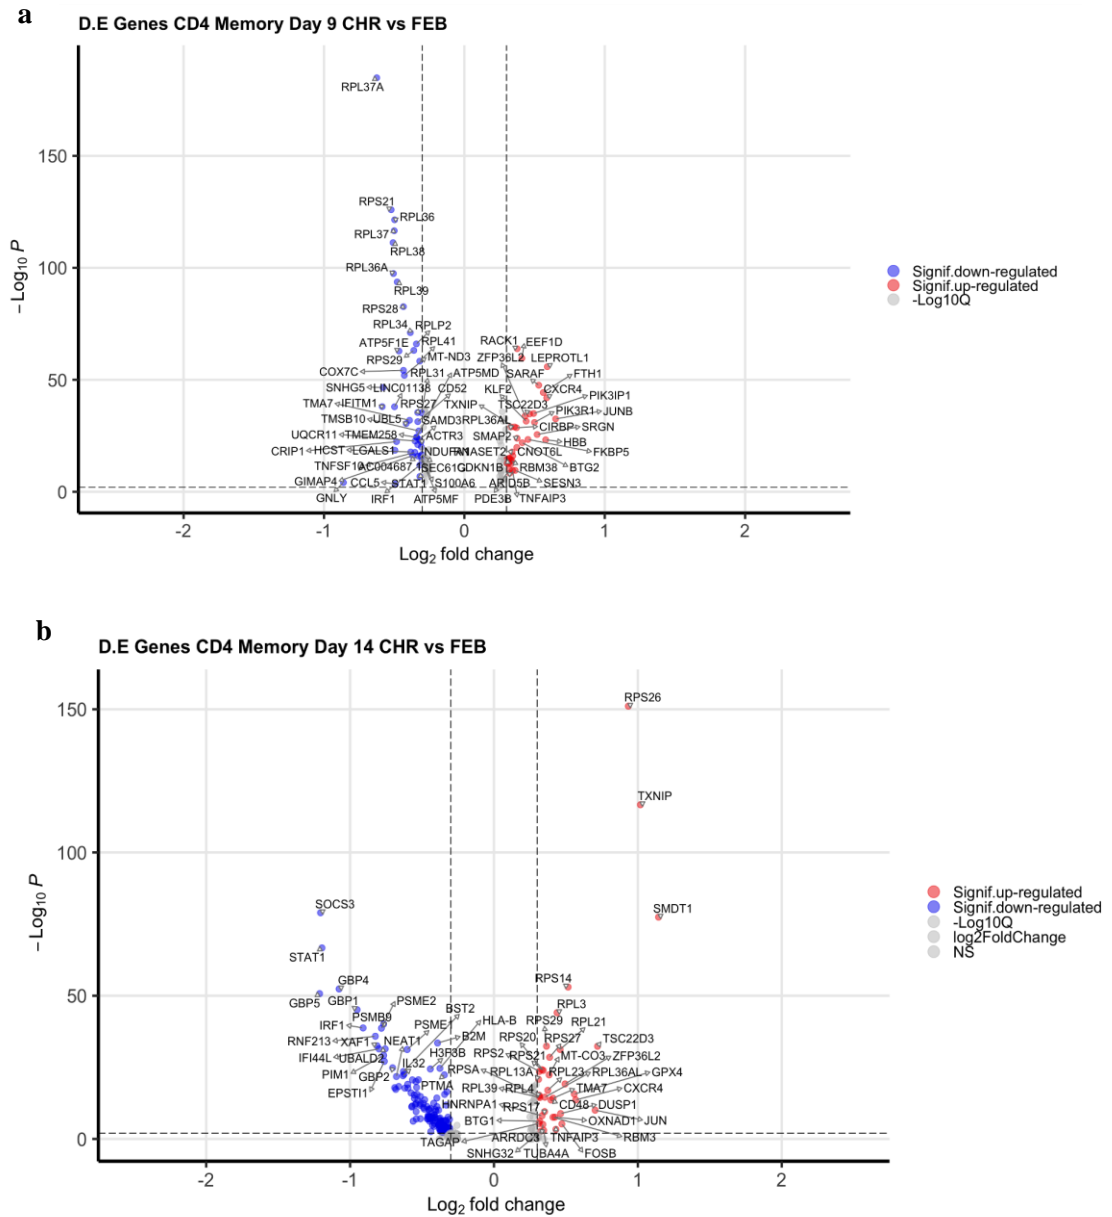 a
D.E Genes CD4 Memory Day 9 CHR vs FEB
RPL37A
150
RPS21
RPL36
RPL37
RPL38
100
RPL36A
RPL39
RPS28
RPL34 RPLP2
ATP5F1E RPL41
RACK1 EEF1D
RPS29 MT-ND3
ZFP36L2 LEPROTL1
COX7C RPL31 ATP5MD SARAF FTH1
50
SNHG5 LINC01138 CD52 KLF2 CXCR4 PIK3IP1
TMA7 IFITM1 RPS27 TXNIP TSC22D3 PIK3R1 JUNB
TMSB10 UBL5 SAMD3 RPL36AL CIRBP SRGN
UQCR11 TMEM258 ACTR3 SMAP2 HBB
CRIP1 HCST LGALS1 NDUFA1 RNASET2 CNOT6L FKBP5
TNFSF10 AC004687.1 SEC61G CDKN1B RBM38 BTG2
GIMAP4 CCL5 STAT1 S100A6 ARID5B SESN3
0
GNLY IRF1 ATP5MF PDE3B TNFAIP3
-2 -1 0 1 2
Log2 fold change
− Log10 P
Signif.down-regulated
Signif.up-regulated
-Log10Q
b
D.E Genes CD4 Memory Day 14 CHR vs FEB
RPS26
150
TXNIP
100
SOCS3 SMDT1
STAT1
GBP4 RPS14
50
GBP5 GBP1 PSME2 BST2 RPL3
PSMB9 HLA-B RPS29 RPL21
IRF1 PSME1
RNF213 XAF1 NEAT1 B2M RPS20 RPS27 TSC22D3
IFI44L UBALD2 H3F3B RPS2 RPS21 MT-CO3 ZFP36L2
PIM1 GBP2 IL32 RPSA RPL13A RPL23 RPL36AL GPX4
EPSTI1 PTMA RPL39 RPL4 TMA7 CXCR4
HNRNPA1 RPS17 CD48 DUSP1
BTG1 OXNAD1 JUN
0
TAGAP ARRDC3 TNFAIP3 RBM3
SNHG32 TUBA4A FOSB
-2 -1 0 1 2
Log2 fold change
− Log10 P
Signif.up-regulated
Signif.down-regulated
-Log10Q
log2FoldChange
NS